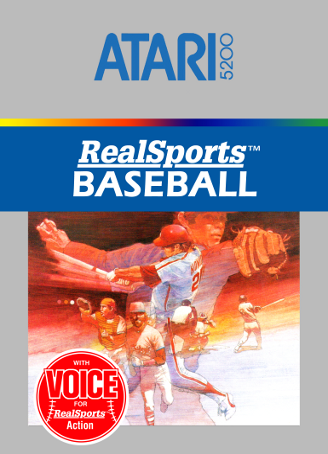 ATARI
5200
RealSports™
BASEBALL
WITH
VOICE
FOR
RealSports
Action